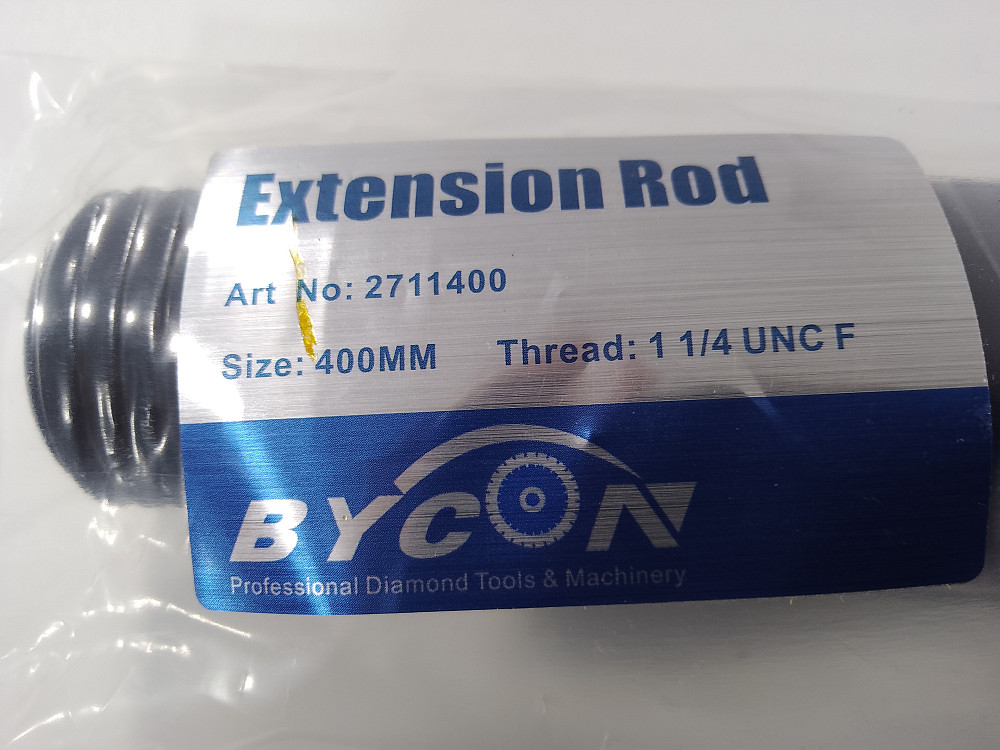 Extension Rod
Art No: 2711400
Size: 400MM Thread: 1 1/4 UNC F
BYCON
Professional Diamond Tools & Machinery